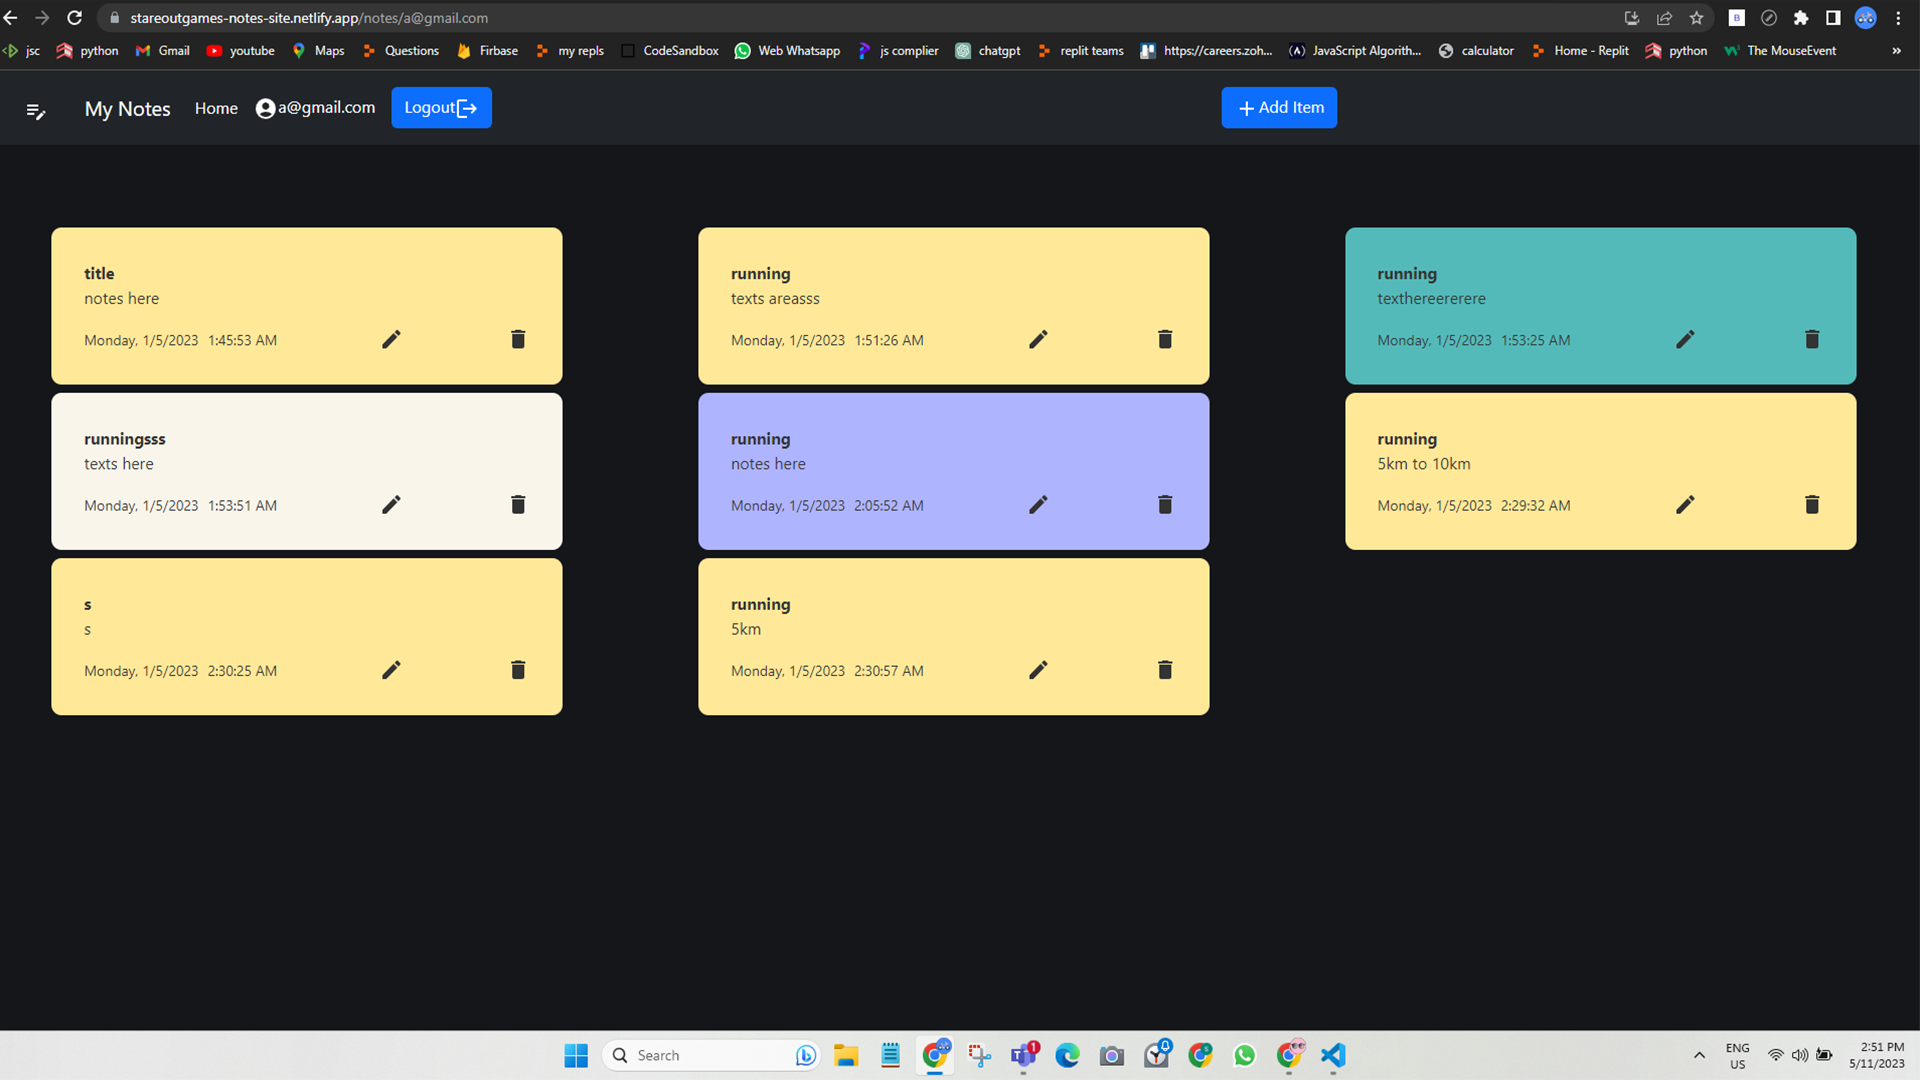 stareoutgames-notes-site.netlify.app/notes/a@gmail.com
jsc python Gmail youtube Maps Questions Firbase my repls CodeSandbox Web Whatsapp js complier chatgpt replit teams https://careers.zoh... JavaScript Algorith... calculator Home - Replit python The MouseEvent »
My Notes Home a@gmail.com Logout + Add Item
title
notes here
Monday, 1/5/2023 1:45:53 AM
running
texts areasss
Monday, 1/5/2023 1:51:26 AM
running
texthereererere
Monday, 1/5/2023 1:53:25 AM
runningsss
texts here
Monday, 1/5/2023 1:53:51 AM
running
notes here
Monday, 1/5/2023 2:05:52 AM
running
5km to 10km
Monday, 1/5/2023 2:29:32 AM
s
s
Monday, 1/5/2023 2:30:25 AM
running
5km
Monday, 1/5/2023 2:30:57 AM
Search
1
ENG
US
2:51 PM
5/11/2023